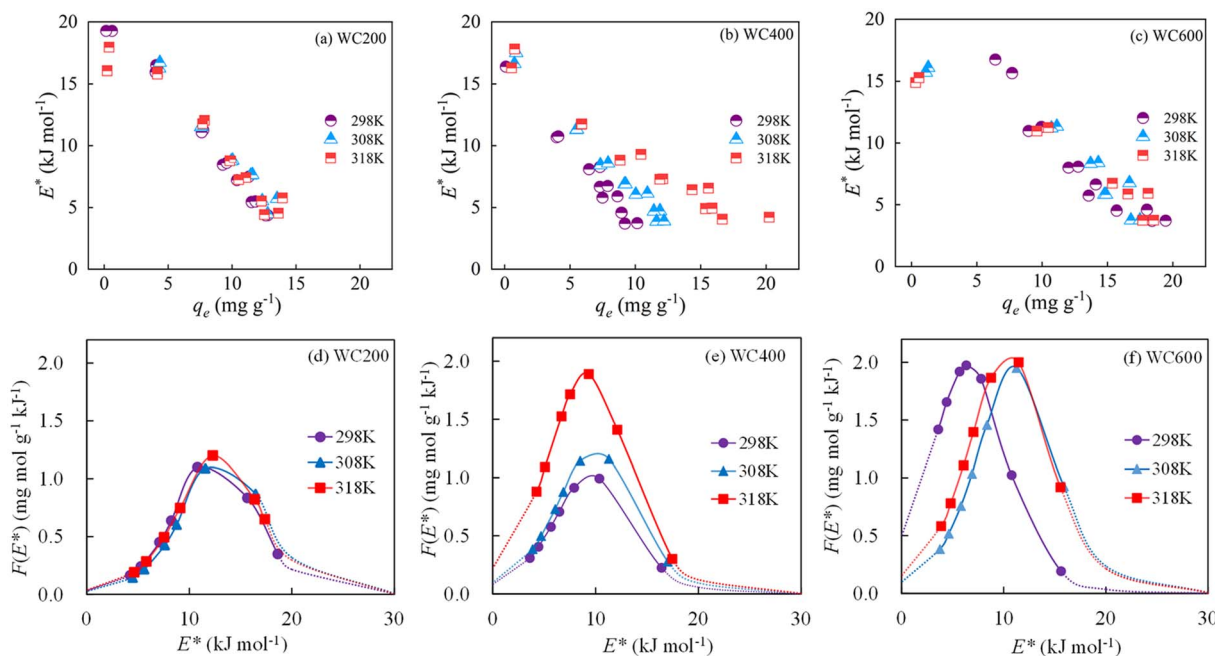 (a) WC200
20
15
10
5
0
E* (kJ mol-1)
298K
308K
318K
0 5 10 15 20
qe (mg g-1)
(b) WC400
20
15
10
5
0
E* (kJ mol-1)
298K
308K
318K
0 5 10 15 20
qe (mg g-1)
(c) WC600
20
15
10
5
0
E* (kJ mol-1)
298K
308K
318K
0 5 10 15 20
qe (mg g-1)
(d) WC200
2.0
1.5
1.0
0.5
0.0
F(E*) (mg mol g-1 kJ-1)
298K
308K
318K
0 10 20 30
E* (kJ mol-1)
(e) WC400
2.0
1.5
1.0
0.5
0.0
F(E*) (mg mol g-1 kJ-1)
298K
308K
318K
0 10 20 30
E* (kJ mol-1)
(f) WC600
2.0
1.5
1.0
0.5
0.0
F(E*) (mg mol g-1 kJ-1)
298K
308K
318K
0 10 20 30
E* (kJ mol-1)